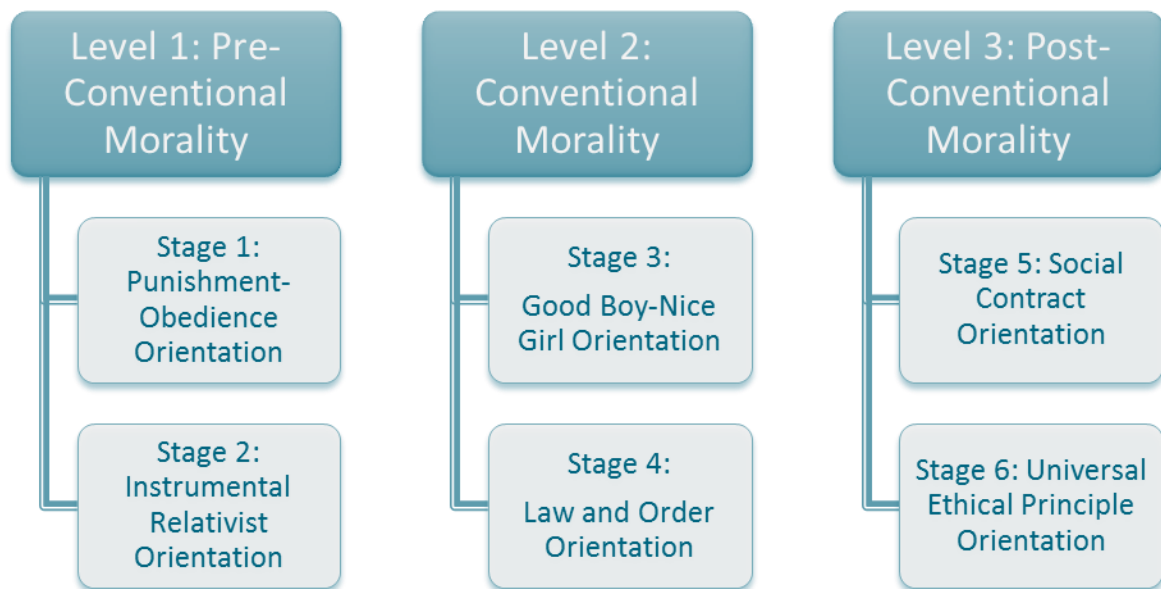 Level 1: Pre-
Conventional
Morality
Stage 1:
Punishment-
Obedience
Orientation
Stage 2:
Instrumental
Relativist
Orientation
Level 2:
Conventional
Morality
Stage 3:
Good Boy-Nice
Girl Orientation
Stage 4:
Law and Order
Orientation
Level 3: Post-
Conventional
Morality
Stage 5: Social
Contract
Orientation
Stage 6: Universal
Ethical Principle
Orientation